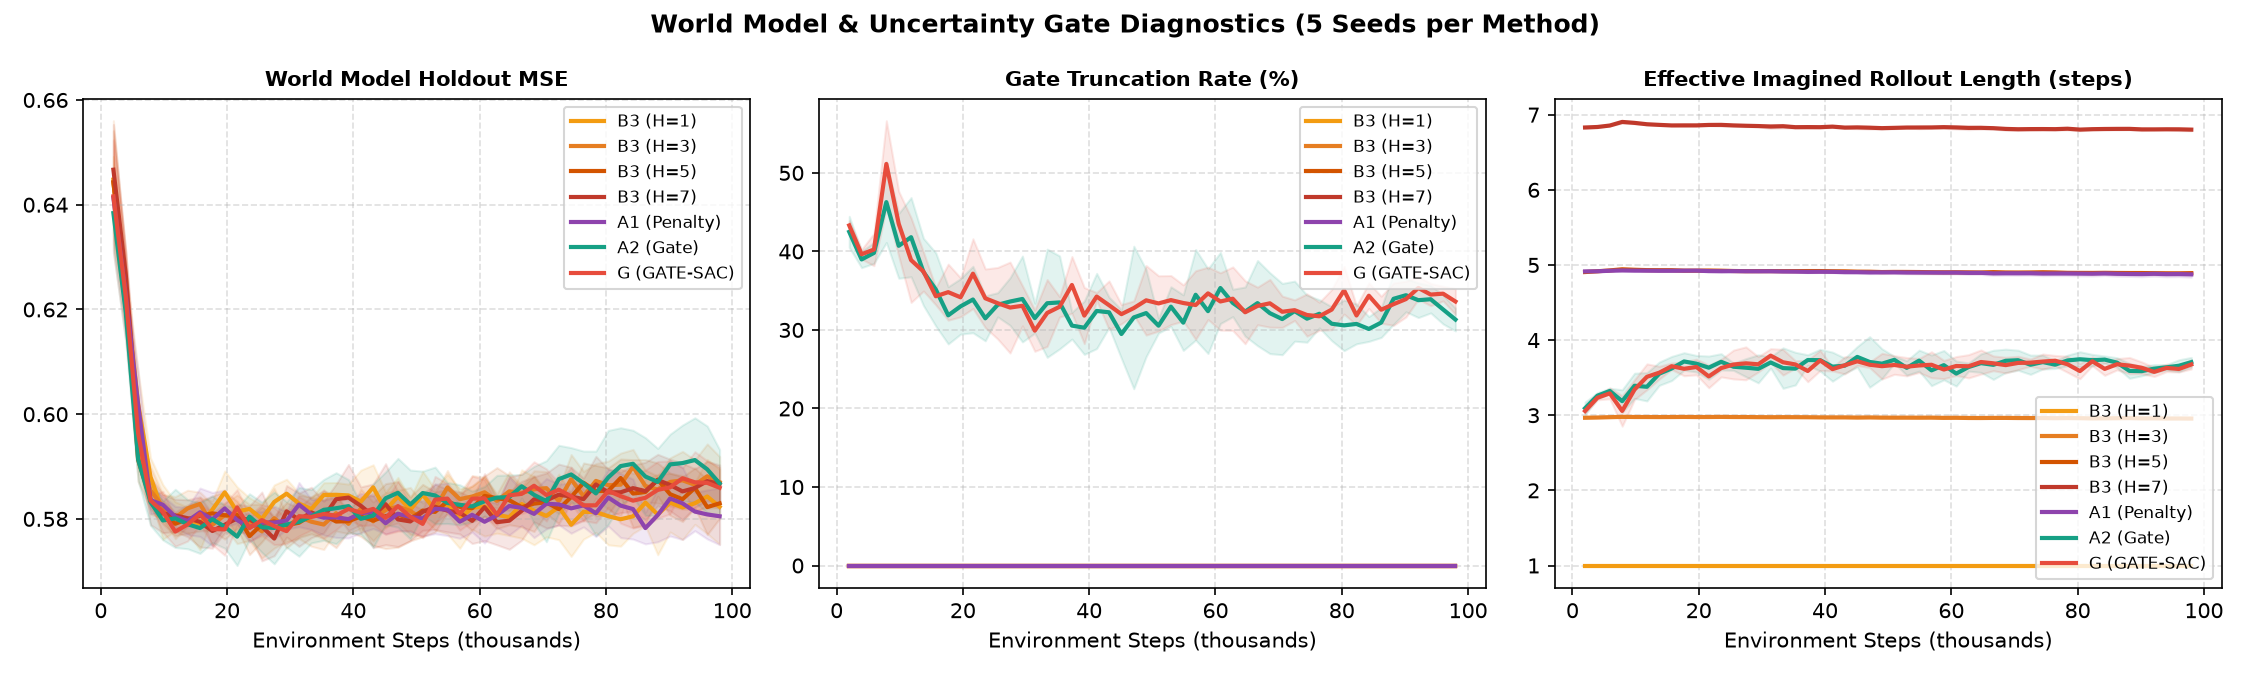 World Model & Uncertainty Gate Diagnostics (5 Seeds per Method)
World Model Holdout MSE
0.66
0.64
0.62
0.60
0.58
0
20
40
60
80
100
Environment Steps (thousands)
B3 (H=1)
B3 (H=3)
B3 (H=5)
B3 (H=7)
A1 (Penalty)
A2 (Gate)
G (GATE-SAC)
Gate Truncation Rate (%)
50
40
30
20
10
0
0
20
40
60
80
100
Environment Steps (thousands)
B3 (H=1)
B3 (H=3)
B3 (H=5)
B3 (H=7)
A1 (Penalty)
A2 (Gate)
G (GATE-SAC)
Effective Imagined Rollout Length (steps)
7
6
5
4
3
2
1
0
20
40
60
80
100
Environment Steps (thousands)
B3 (H=1)
B3 (H=3)
B3 (H=5)
B3 (H=7)
A1 (Penalty)
A2 (Gate)
G (GATE-SAC)